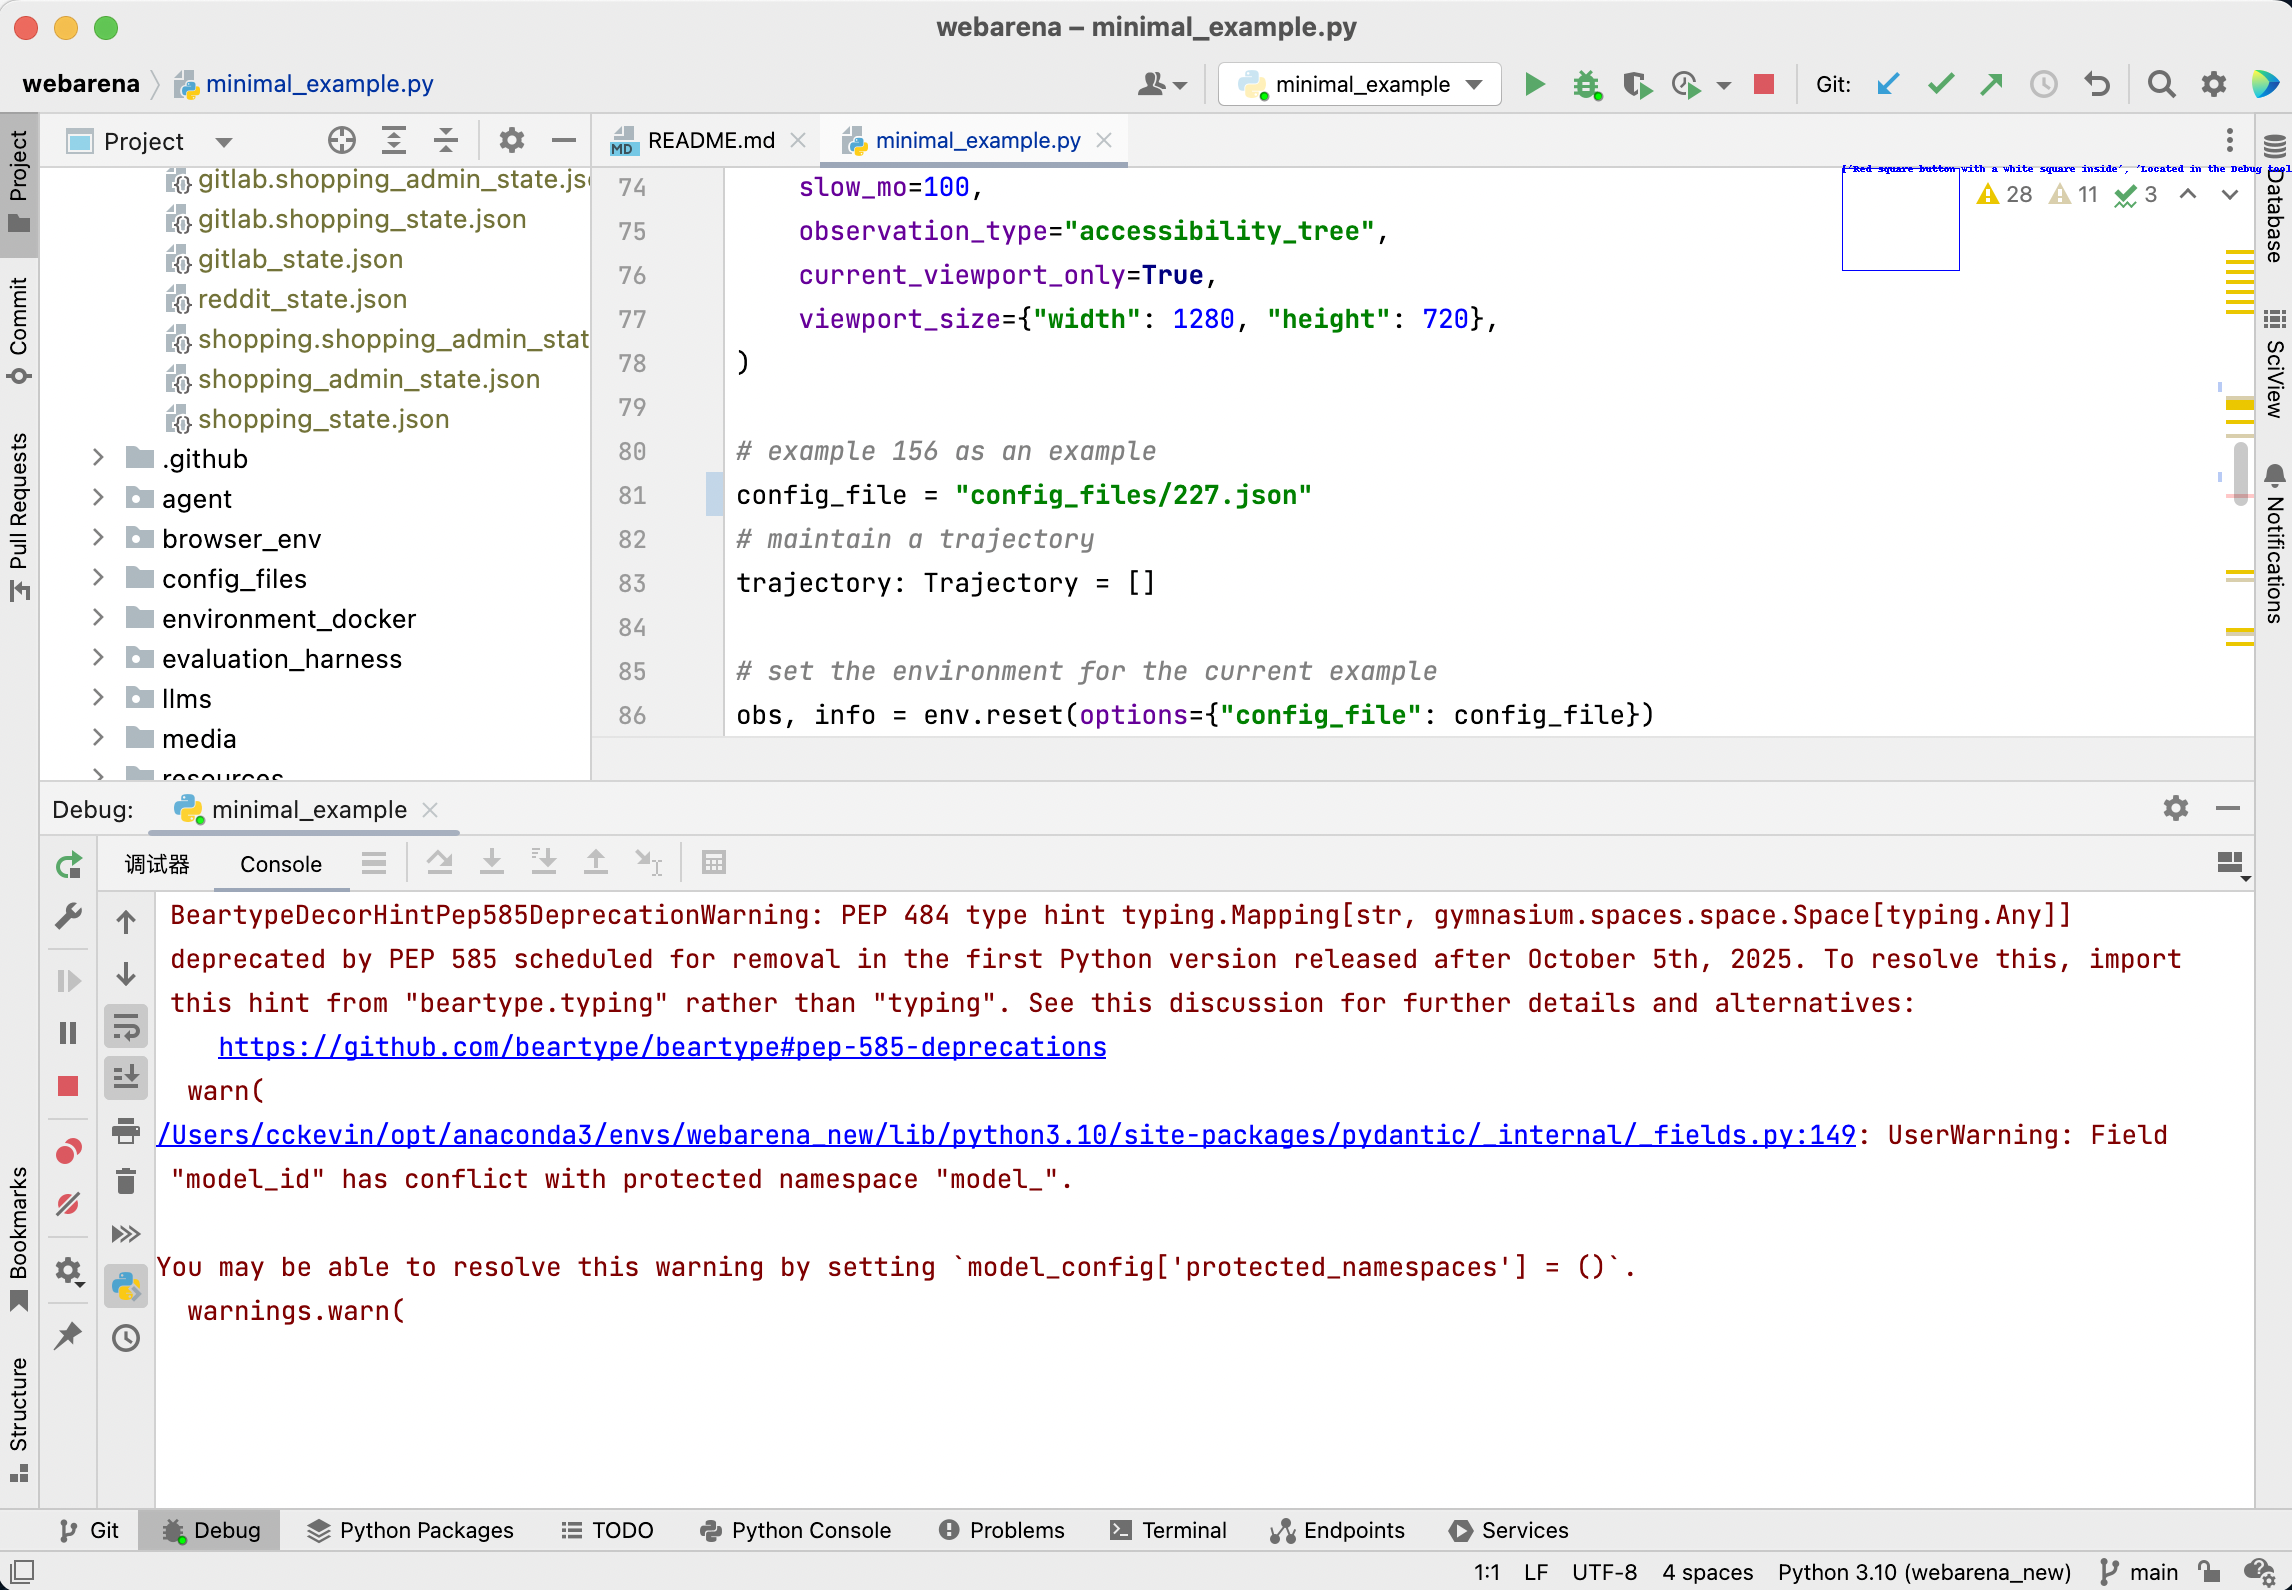 webarena – minimal_example.py
webarena
minimal_example.py
minimal_example
Git:
Project
README.md
minimal_example.py
gitlab.shopping_admin_state.js
gitlab.shopping_state.json
gitlab_state.json
reddit_state.json
shopping.shopping_admin_stat
shopping_admin_state.json
shopping_state.json
.github
agent
browser_env
config_files
environment_docker
evaluation_harness
llms
media
resources
74 slow_mo=100,
75 observation_type="accessibility_tree",
76 current_viewport_only=True,
77 viewport_size={"width": 1280, "height": 720},
78 )
79
80 # example 156 as an example
81 config_file = "config_files/227.json"
82 # maintain a trajectory
83 trajectory: Trajectory = []
84
85 # set the environment for the current example
86 obs, info = env.reset(options={"config_file": config_file})
['Red square button with a white square inside', 'Located in the Debug tool
28 11 3
Project
Commit
Pull Requests
Bookmarks
Structure
Database
SciView
Notifications
Debug:
minimal_example
调试器
Console
BeartypeDecorHintPep585DeprecationWarning: PEP 484 type hint typing.Mapping[str, gymnasium.spaces.space.Space[typing.Any]]
deprecated by PEP 585 scheduled for removal in the first Python version released after October 5th, 2025. To resolve this, import
this hint from "beartype.typing" rather than "typing". See this discussion for further details and alternatives:
https://github.com/beartype/beartype#pep-585-deprecations
warn(
/Users/cckevin/opt/anaconda3/envs/webarena_new/lib/python3.10/site-packages/pydantic/_internal/_fields.py:149: UserWarning: Field
"model_id" has conflict with protected namespace "model_".
You may be able to resolve this warning by setting `model_config['protected_namespaces'] = ()`.
warnings.warn(
Git
Debug
Python Packages
TODO
Python Console
Problems
Terminal
Endpoints
Services
1:1
LF
UTF-8
4 spaces
Python 3.10 (webarena_new)
main